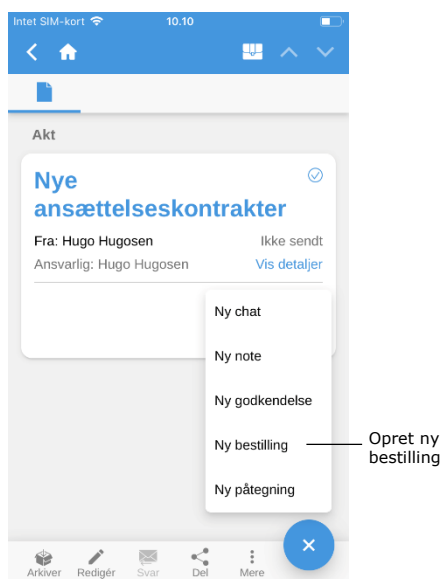 Intet SIM-kort 10.10
Akt
Nye
ansættelseskontrakter
Fra: Hugo Hugosen Ikke sendt
Ansvarlig: Hugo Hugosen Vis detaljer
Ny chat
Ny note
Ny godkendelse
Ny bestilling
Ny påtegning
Opret ny
bestilling
Arkiver Redigér Svar Del Mere